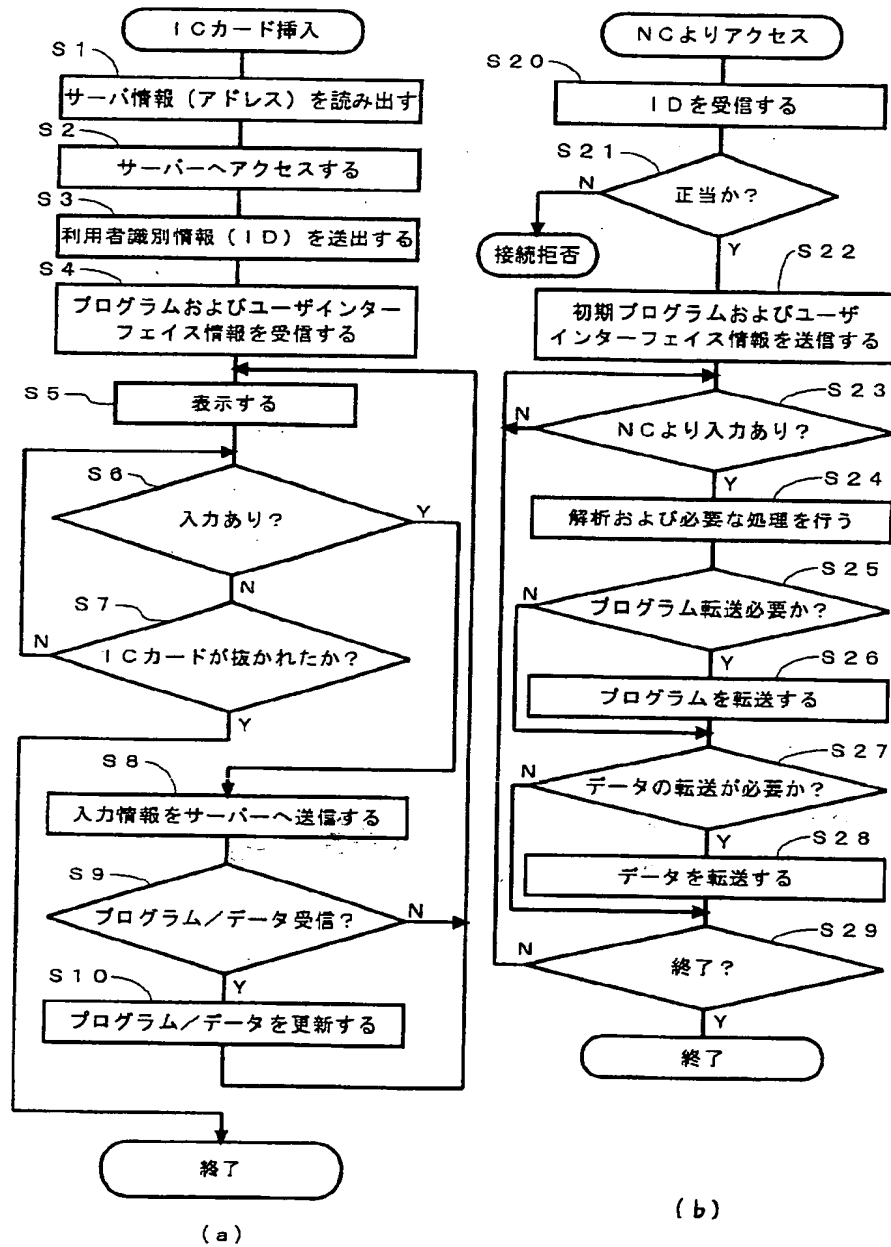 ICカード挿入
S1
サーバ情報(アドレス)を読み出す
S2
サーバーへアクセスする
S3
利用者識別情報(ID)を送出する
S4
プログラムおよびユーザインター
フェイス情報を受信する
S5
表示する
S6
入力あり?
Y
N
S7
N
ICカードが抜かれたか?
Y
S8
入力情報をサーバーへ送信する
S9
プログラム/データ受信?
N
Y
S10
プログラム/データを更新する
終了
(a)
NCよりアクセス
S20
IDを受信する
S21
N
正当か?
接続拒否
Y
S22
初期プログラムおよびユーザ
インターフェイス情報を送信する
S23
N
NCより入力あり?
Y
S24
解析および必要な処理を行う
S25
N
プログラム転送必要か?
Y
S26
プログラムを転送する
S27
N
データの転送が必要か?
Y
S28
データを転送する
S29
N
終了?
Y
終了
(b)